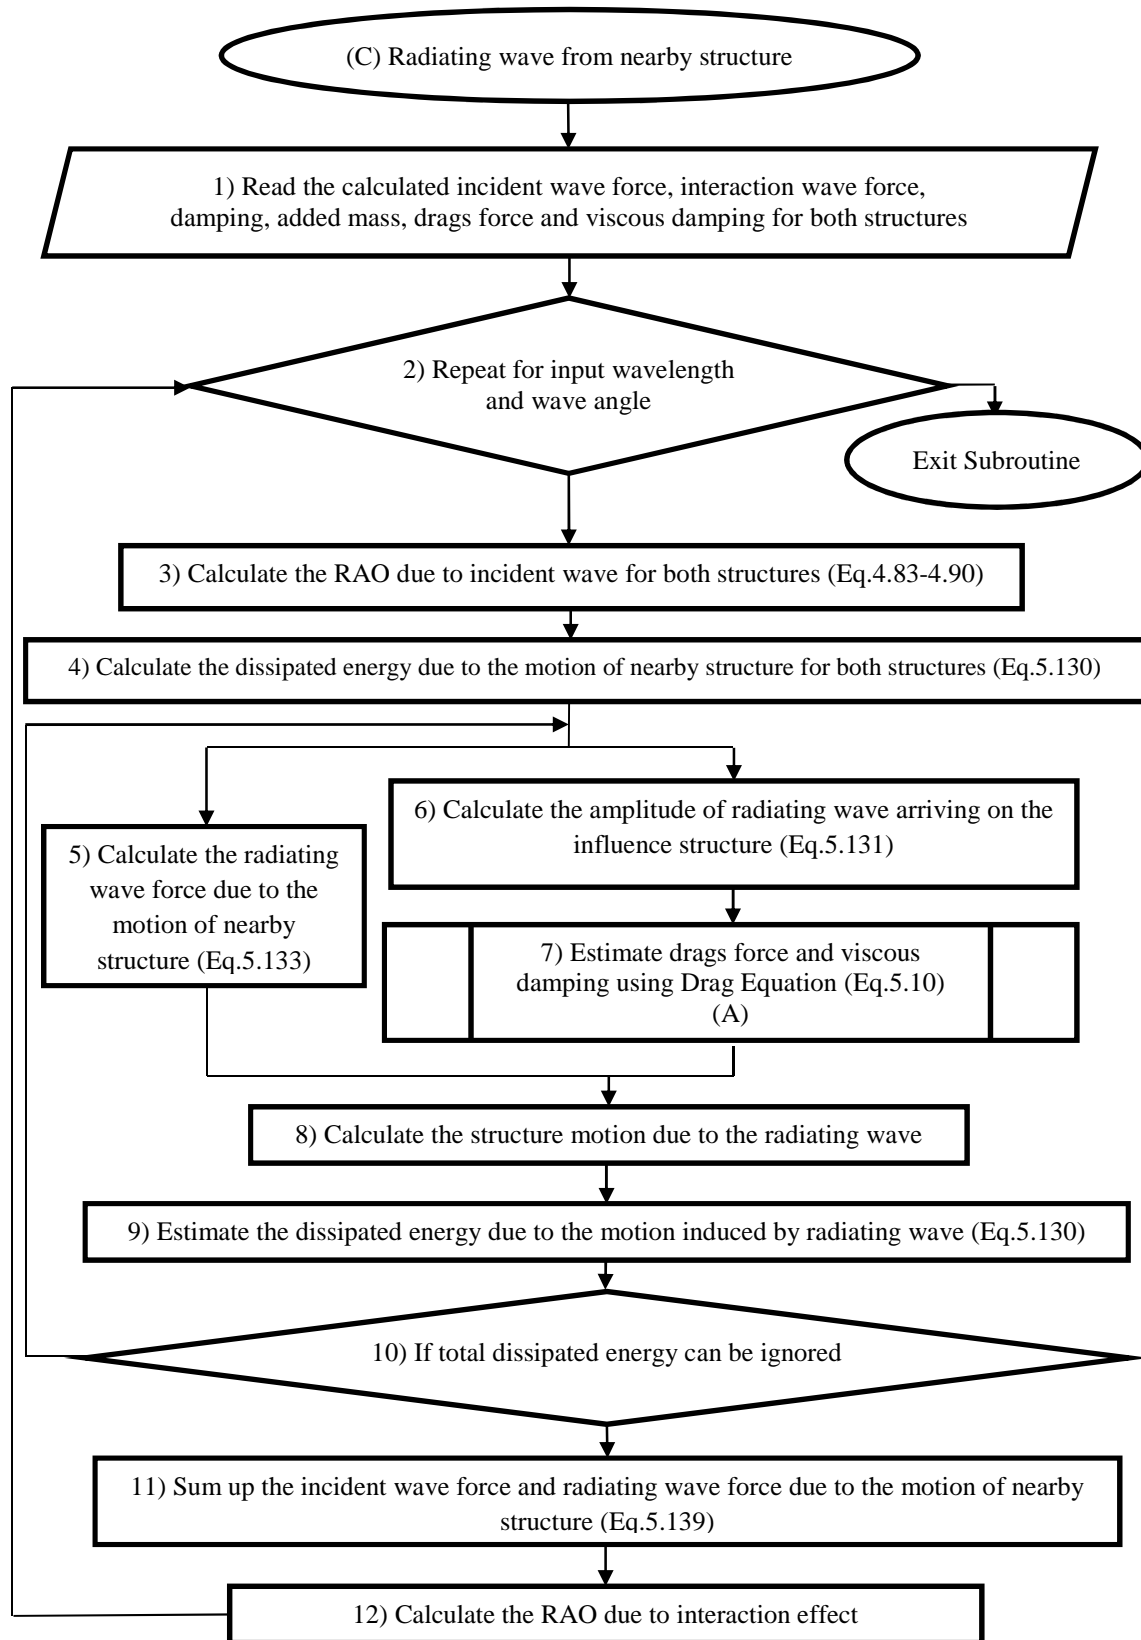 (C) Radiating wave from nearby structure
1) Read the calculated incident wave force, interaction wave force,
damping, added mass, drags force and viscous damping for both structures
2) Repeat for input wavelength
and wave angle
Exit Subroutine
3) Calculate the RAO due to incident wave for both structures (Eq.4.83-4.90)
4) Calculate the dissipated energy due to the motion of nearby structure for both structures (Eq.5.130)
5) Calculate the radiating
wave force due to the
motion of nearby
structure (Eq.5.133)
6) Calculate the amplitude of radiating wave arriving on the
influence structure (Eq.5.131)
7) Estimate drags force and viscous
damping using Drag Equation (Eq.5.10)
(A)
8) Calculate the structure motion due to the radiating wave
9) Estimate the dissipated energy due to the motion induced by radiating wave (Eq.5.130)
10) If total dissipated energy can be ignored
11) Sum up the incident wave force and radiating wave force due to the motion of nearby
structure (Eq.5.139)
12) Calculate the RAO due to interaction effect